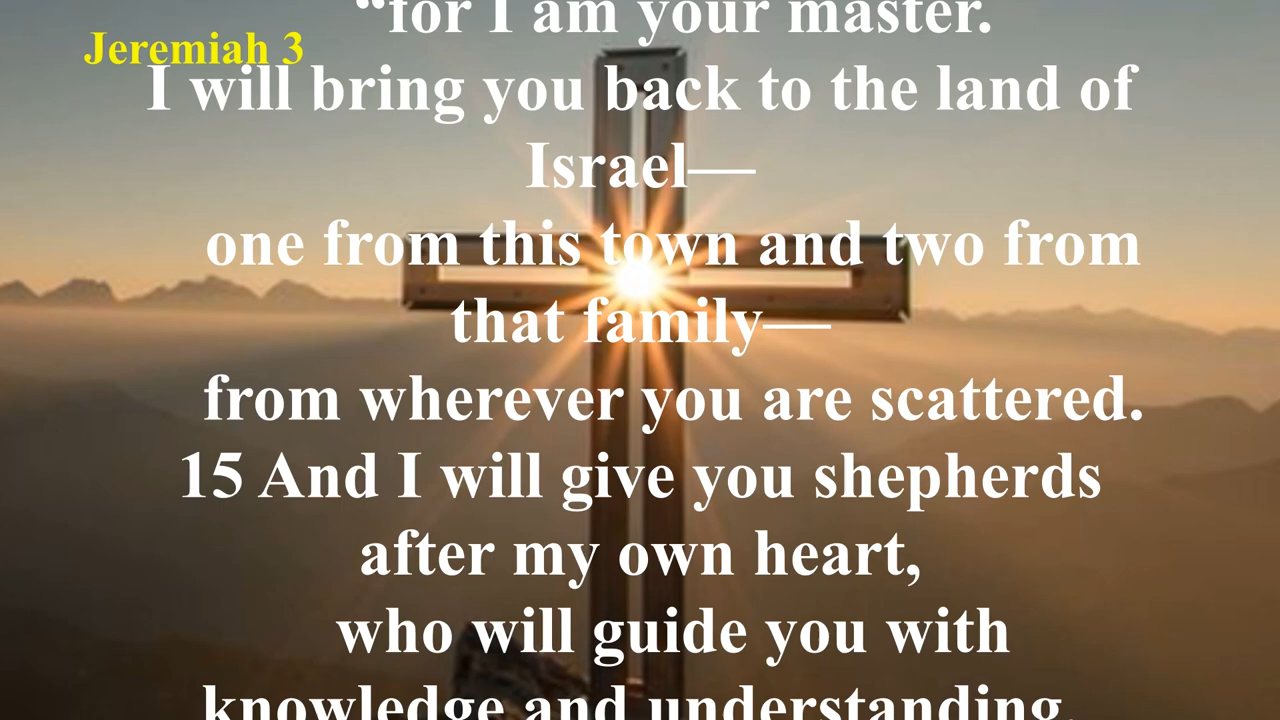 “for I am your master.
Jeremiah 3
I will bring you back to the land of
Israel—
one from this town and two from
that family—
from wherever you are scattered.
15 And I will give you shepherds
after my own heart,
who will guide you with
knowledge and understanding.